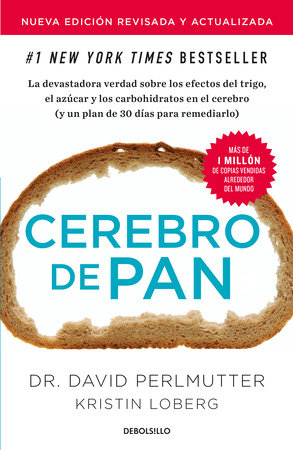 NUEVA EDICIÓN REVISADA Y ACTUALIZADA
#1 NEW YORK TIMES BESTSELLER
La devastadora verdad sobre los efectos del trigo,
el azúcar y los carbohidratos en el cerebro
(y un plan de 30 días para remediarlo)
MÁS DE
1 MILLÓN
DE COPIAS VENDIDAS
ALREDEDOR
DEL MUNDO
CEREBRO
DE PAN
DR. DAVID PERLMUTTER
KRISTIN LOBERG
DEBOLS!LLO